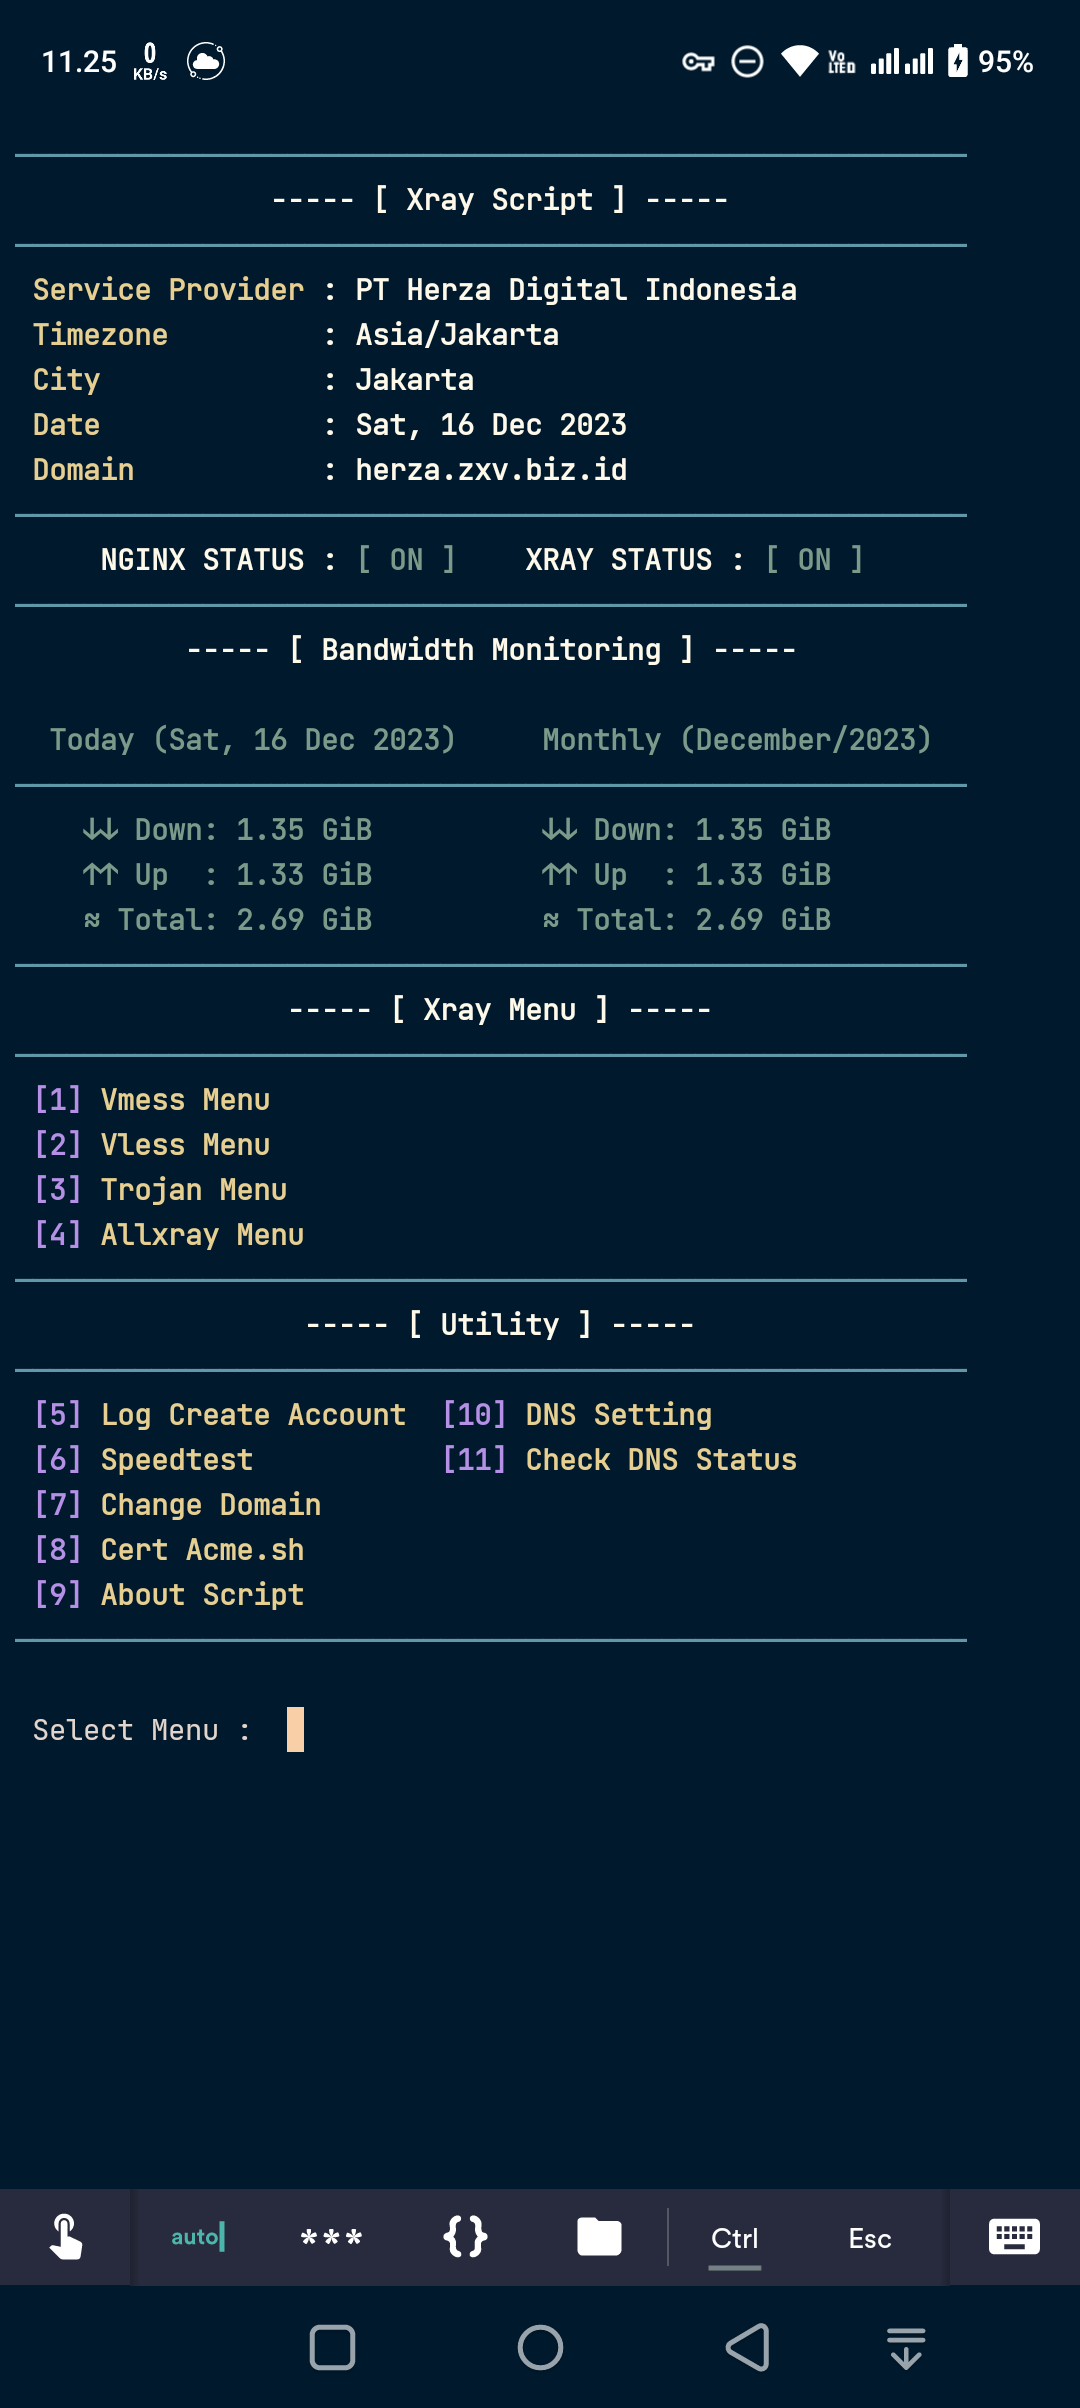 11.25 0 KB/s Vo LTE 95%
----- [ Xray Script ] -----
Service Provider : PT Herza Digital Indonesia
Timezone : Asia/Jakarta
City : Jakarta
Date : Sat, 16 Dec 2023
Domain : herza.zxv.biz.id
NGINX STATUS : [ ON ] XRAY STATUS : [ ON ]
----- [ Bandwidth Monitoring ] -----
Today (Sat, 16 Dec 2023) Monthly (December/2023)
↓↓ Down: 1.35 GiB ↓↓ Down: 1.35 GiB
↑↑ Up : 1.33 GiB ↑↑ Up : 1.33 GiB
≈ Total: 2.69 GiB ≈ Total: 2.69 GiB
----- [ Xray Menu ] -----
[1] Vmess Menu
[2] Vless Menu
[3] Trojan Menu
[4] Allxray Menu
----- [ Utility ] -----
[5] Log Create Account [10] DNS Setting
[6] Speedtest [11] Check DNS Status
[7] Change Domain
[8] Cert Acme.sh
[9] About Script
Select Menu :
auto *** {} Ctrl Esc